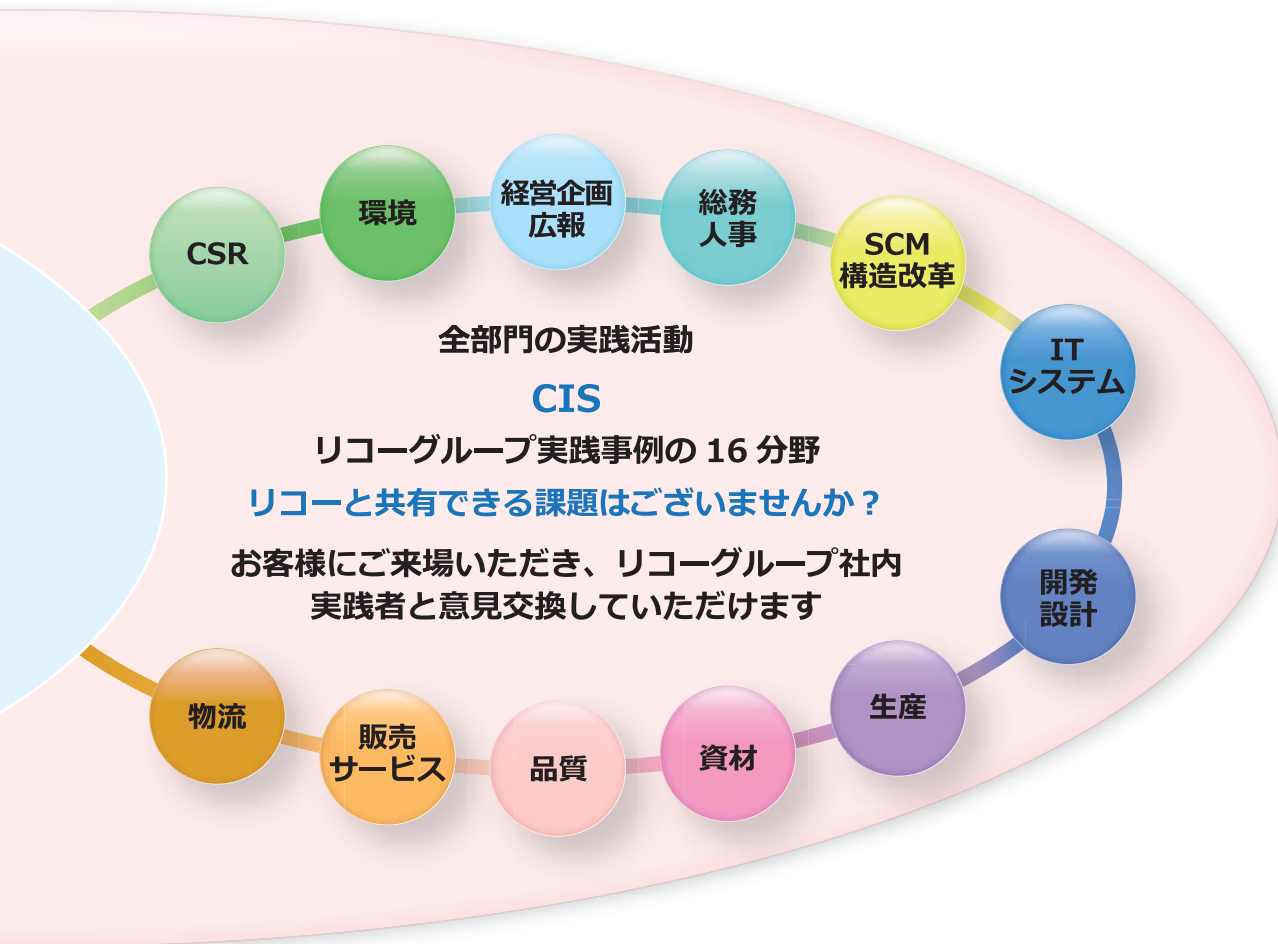 CSR
環境
経営企画
広報
総務
人事
SCM
構造改革
IT
システム
全部門の実践活動
CIS
リコーグループ実践事例の 16 分野
リコーと共有できる課題はございませんか？
お客様にご来場いただき、リコーグループ社内
実践者と意見交換していただけます
開発
設計
生産
資材
品質
販売
サービス
物流